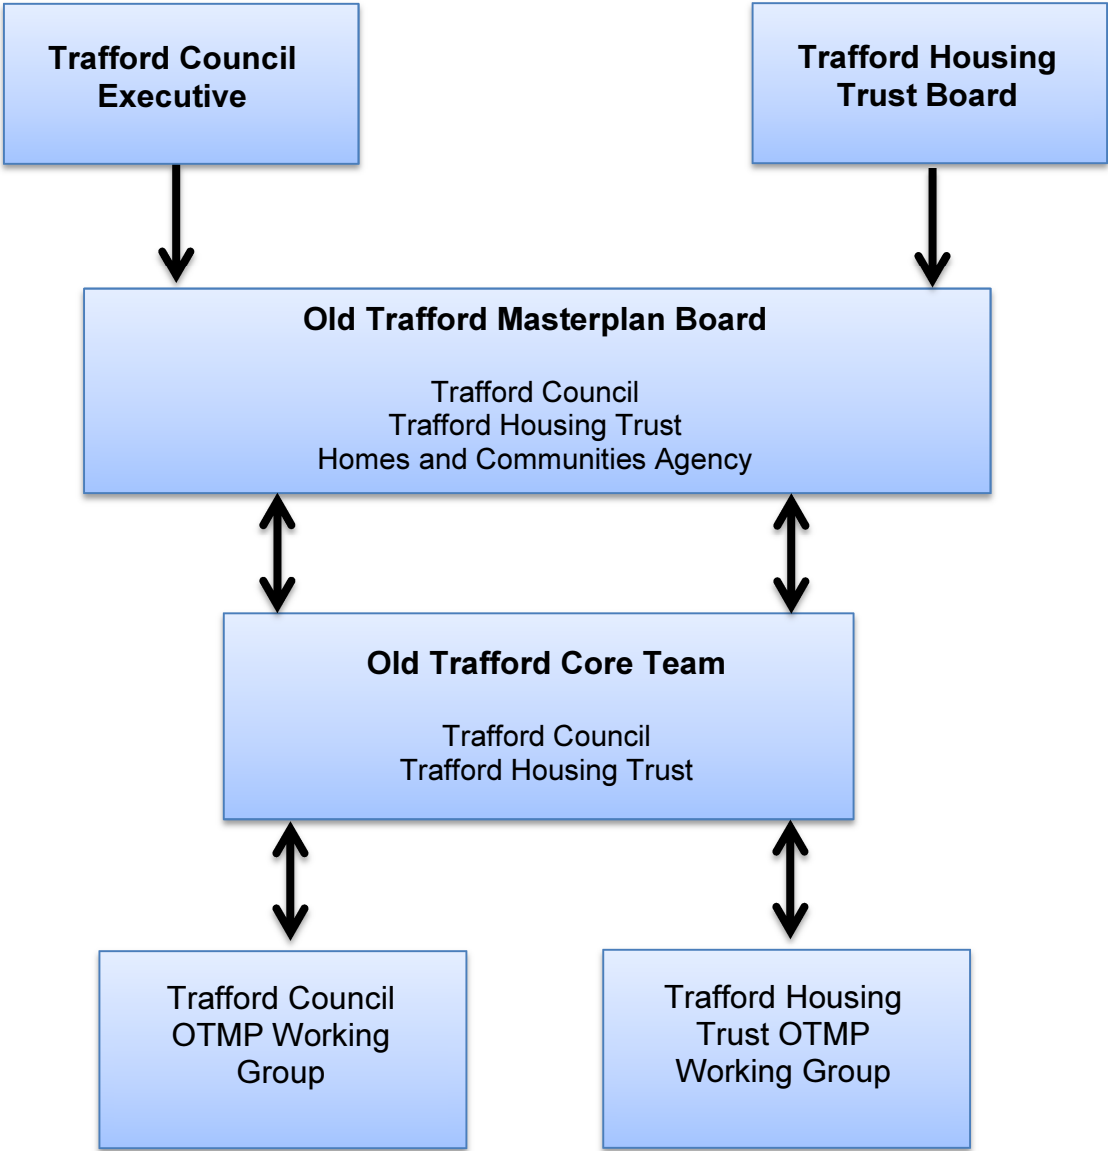 Trafford Council
Executive
Trafford Housing
Trust Board
Old Trafford Masterplan Board
Trafford Council
Trafford Housing Trust
Homes and Communities Agency
Old Trafford Core Team
Trafford Council
Trafford Housing Trust
Trafford Council
OTMP Working
Group
Trafford Housing
Trust OTMP
Working Group